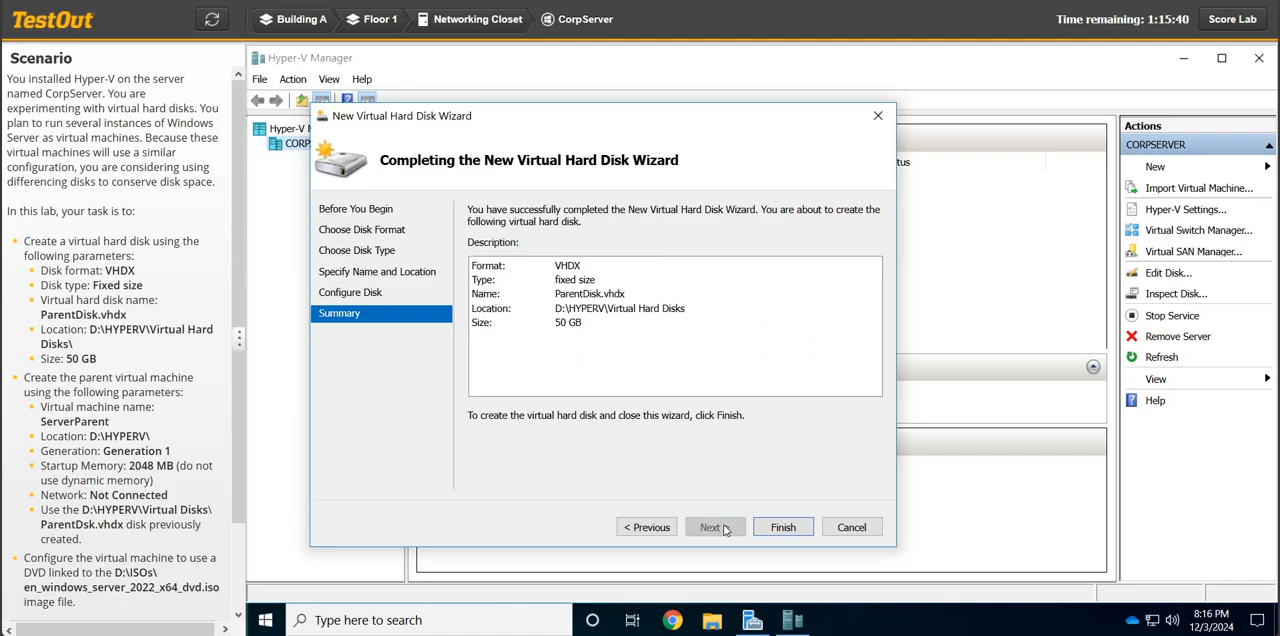 TestOut
Building A
Floor 1
Networking Closet
CorpServer
Time remaining: 1:15:40
Score Lab
Scenario
You installed Hyper-V on the server
named CorpServer. You are
experimenting with virtual hard disks. You
plan to run several instances of Windows
Server as virtual machines. Because these
virtual machines will use a similar
configuration, you are considering using
differencing disks to conserve disk space.
In this lab, your task is to:
Create a virtual hard disk using the
following parameters:
Disk format: VHDX
Disk type: Fixed size
Virtual hard disk name:
ParentDisk.vhdx
Location: D:\HYPERV\Virtual Hard
Disks\
Size: 50 GB
Create the parent virtual machine
using the following parameters:
Virtual machine name:
ServerParent
Location: D:\HYPERV\
Generation: Generation 1
Startup Memory: 2048 MB (do not
use dynamic memory)
Network: Not Connected
Use the D:\HYPERV\Virtual Disks\
ParentDsk.vhdx disk previously
created.
Configure the virtual machine to use a
DVD linked to the D:\ISOs\
en_windows_server_2022_x64_dvd.iso
image file.
Hyper-V Manager
File Action View Help
Hyper-V M
CORP
tus
New Virtual Hard Disk Wizard
Completing the New Virtual Hard Disk Wizard
Before You Begin
Choose Disk Format
Choose Disk Type
Specify Name and Location
Configure Disk
Summary
You have successfully completed the New Virtual Hard Disk Wizard. You are about to create the
following virtual hard disk.
Description:
Format: VHDX
Type: fixed size
Name: ParentDisk.vhdx
Location: D:\HYPERV\Virtual Hard Disks
Size: 50 GB
To create the virtual hard disk and close this wizard, click Finish.
< Previous
Next
Finish
Cancel
Actions
CORPSERVER
New
Import Virtual Machine...
Hyper-V Settings...
Virtual Switch Manager...
Virtual SAN Manager...
Edit Disk...
Inspect Disk...
Stop Service
Remove Server
Refresh
View
Help
Type here to search
8:16 PM
12/3/2024